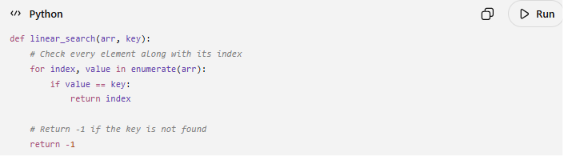 </> Python
Run
def linear_search(arr, key):
    # Check every element along with its index
    for index, value in enumerate(arr):
        if value == key:
            return index

    # Return -1 if the key is not found
    return -1